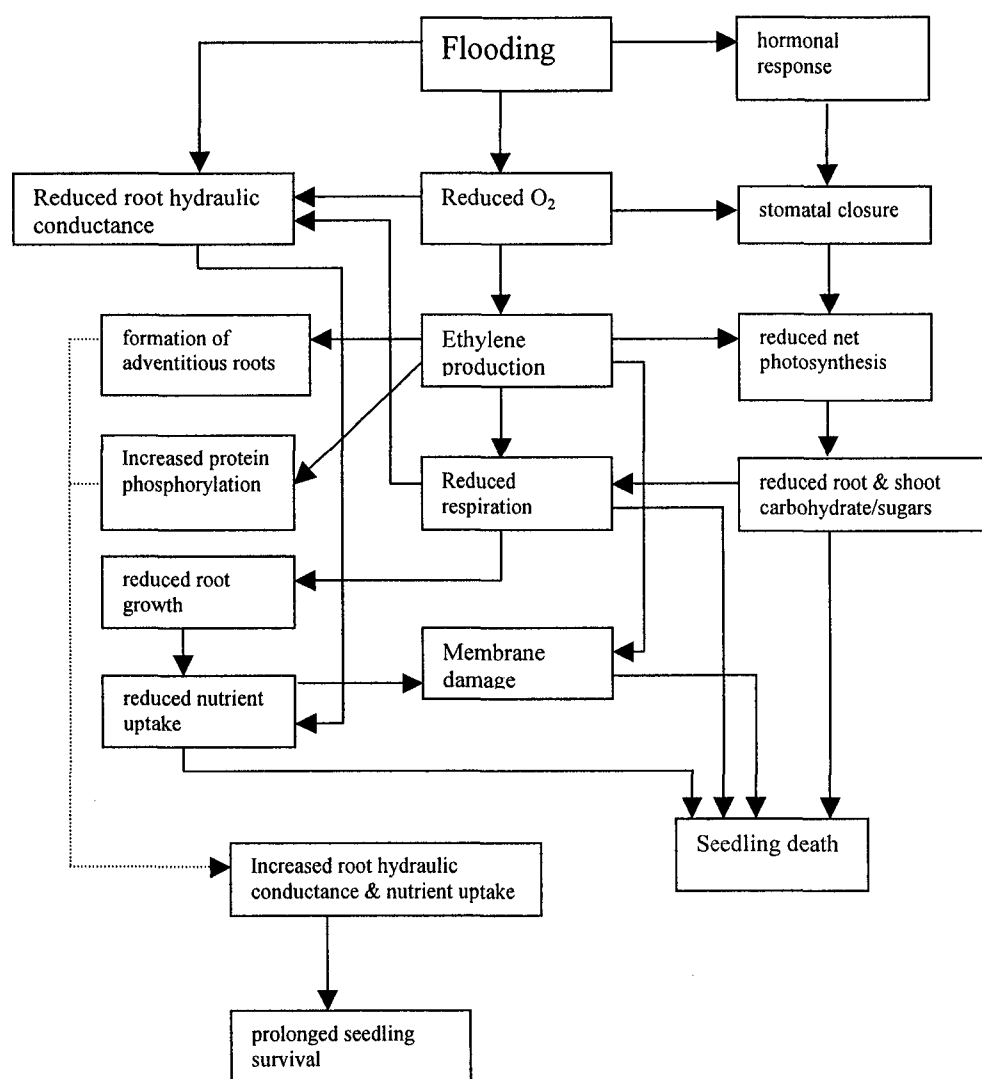 Flooding
hormonal
response
Reduced root hydraulic
conductance
Reduced O₂
stomatal closure
formation of
adventitious roots
Ethylene
production
reduced net
photosynthesis
Increased protein
phosphorylation
Reduced
respiration
reduced root & shoot
carbohydrate/sugars
reduced root
growth
Membrane
damage
reduced nutrient
uptake
Seedling death
Increased root hydraulic
conductance & nutrient uptake
prolonged seedling
survival